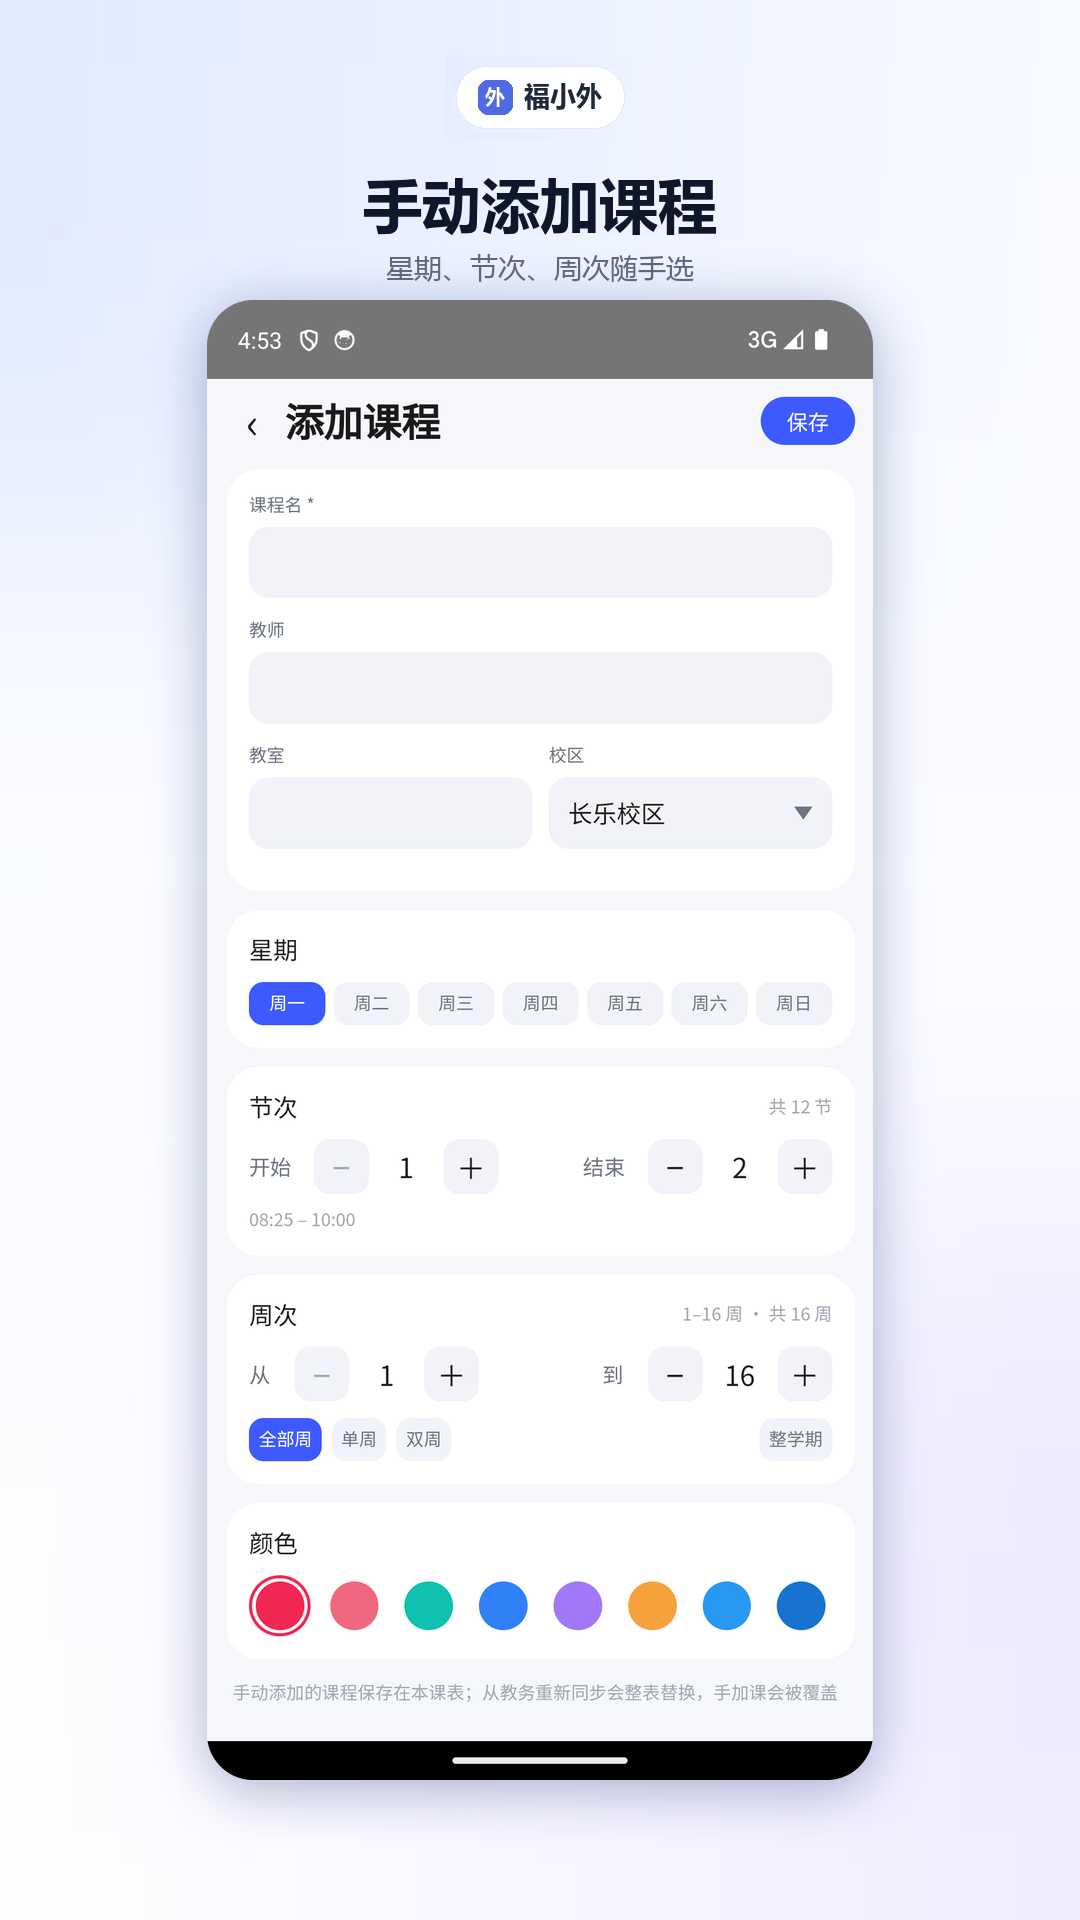 外 福小外
手动添加课程
星期、节次、周次随手选
4:53 3G
‹ 添加课程 保存
课程名 *
教师
教室 校区
长乐校区
星期
周一 周二 周三 周四 周五 周六 周日
节次 共 12 节
开始 − 1 + 结束 − 2 +
08:25 – 10:00
周次 1–16 周 · 共 16 周
从 − 1 + 到 − 16 +
全部周 单周 双周 整学期
颜色
手动添加的课程保存在本课表；从教务重新同步会整表替换，手加课会被覆盖